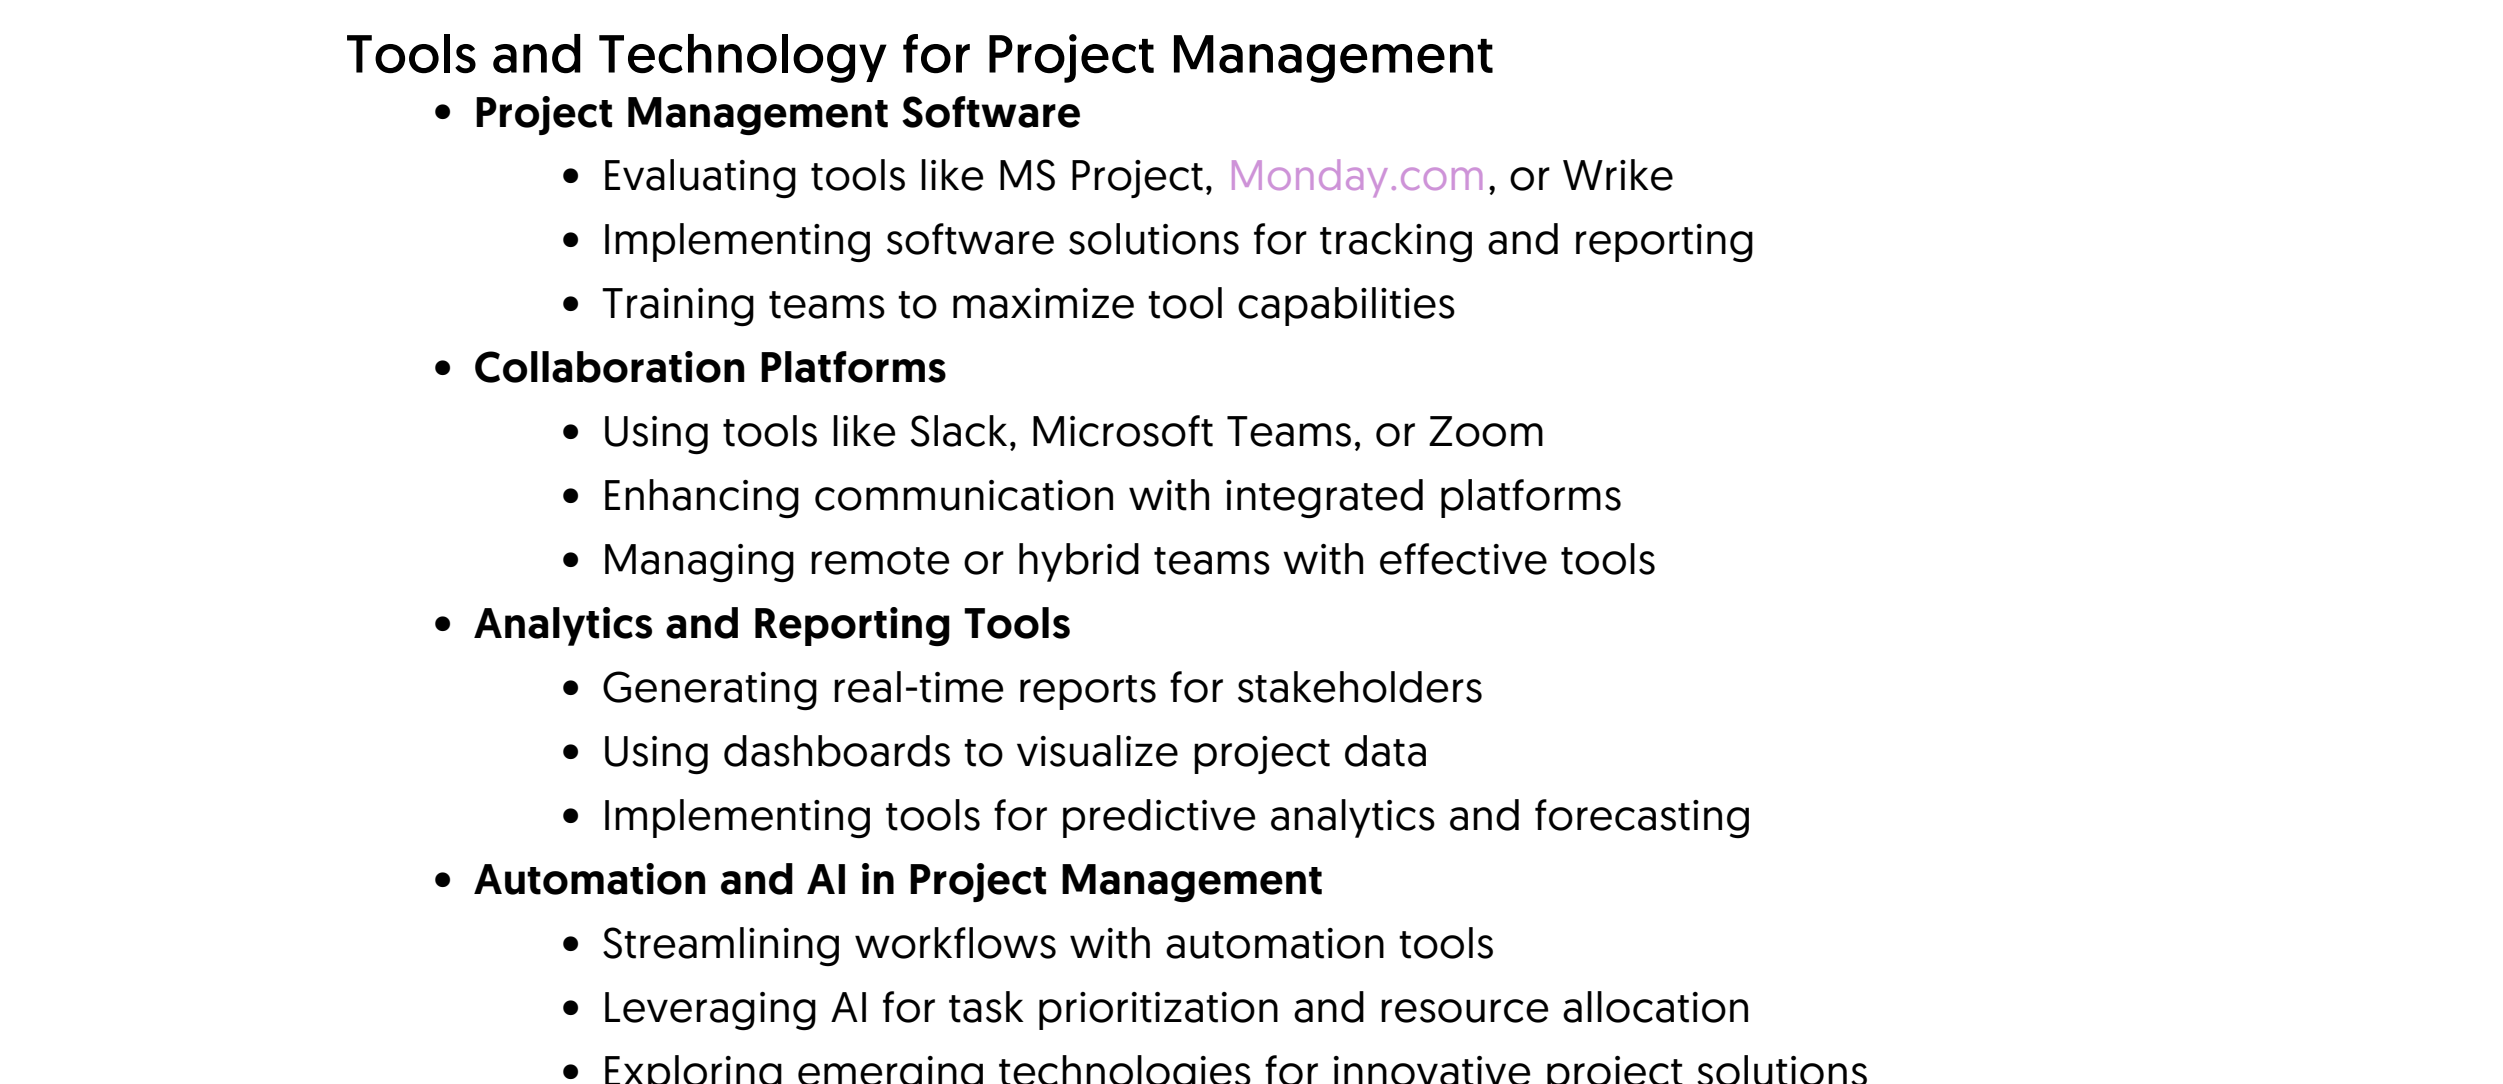 Tools and Technology for Project Management
• Project Management Software
• Evaluating tools like MS Project, Monday.com, or Wrike
• Implementing software solutions for tracking and reporting
• Training teams to maximize tool capabilities
• Collaboration Platforms
• Using tools like Slack, Microsoft Teams, or Zoom
• Enhancing communication with integrated platforms
• Managing remote or hybrid teams with effective tools
• Analytics and Reporting Tools
• Generating real-time reports for stakeholders
• Using dashboards to visualize project data
• Implementing tools for predictive analytics and forecasting
• Automation and AI in Project Management
• Streamlining workflows with automation tools
• Leveraging AI for task prioritization and resource allocation
• Exploring emerging technologies for innovative project solutions